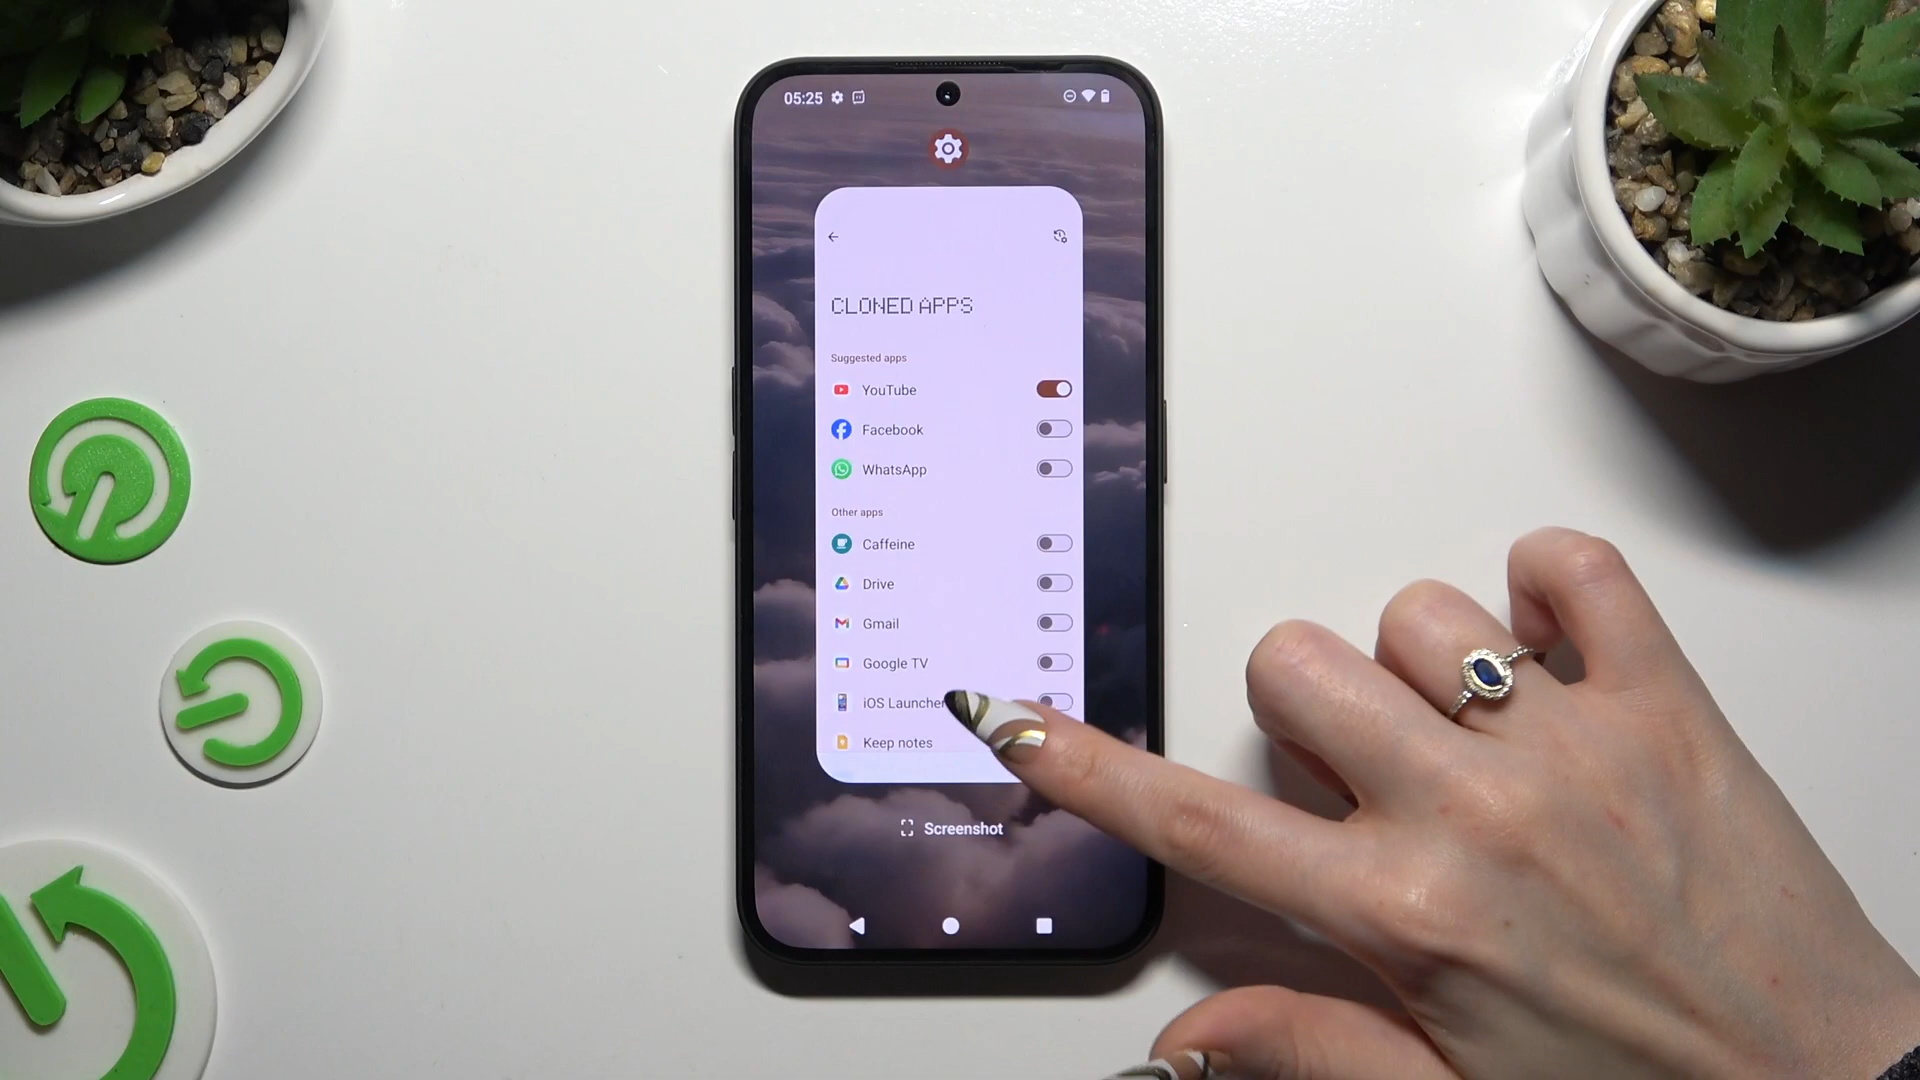 05:25
CLONED APPS
Suggested apps
YouTube
Facebook
WhatsApp
Other apps
Caffeine
Drive
Gmail
Google TV
iOS Launcher
Keep notes
Screenshot